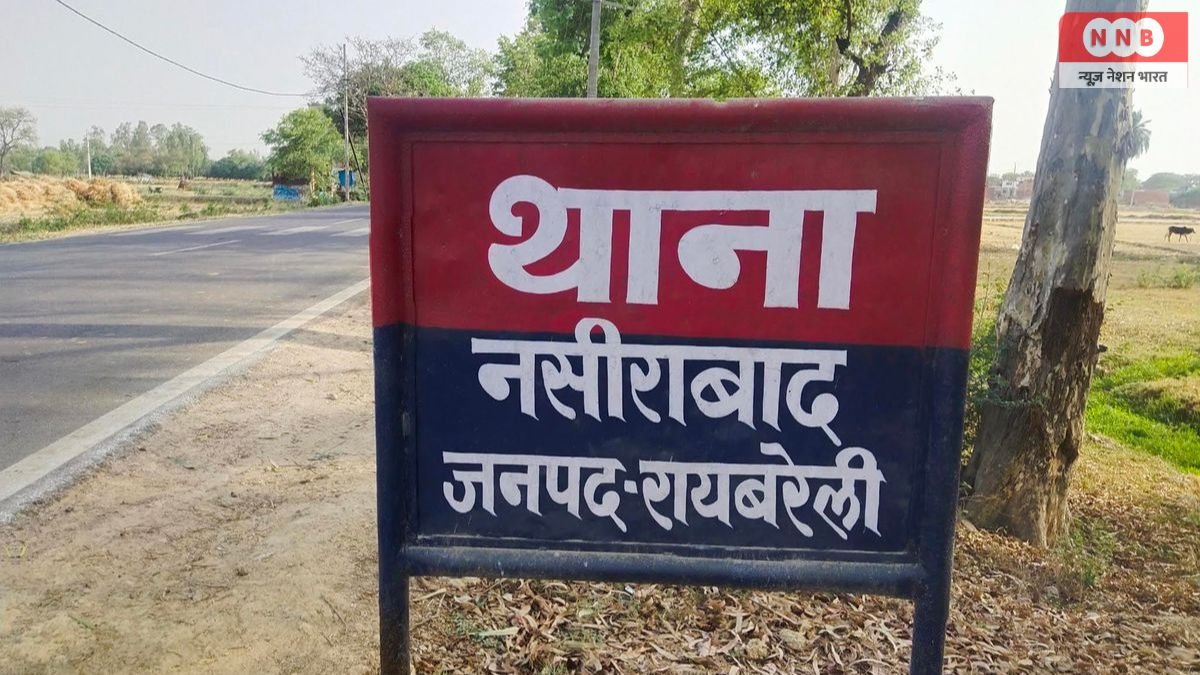 NNB
न्यूज़ नेशन भारत
थाना
नसीराबाद
जनपद-रायबरेली